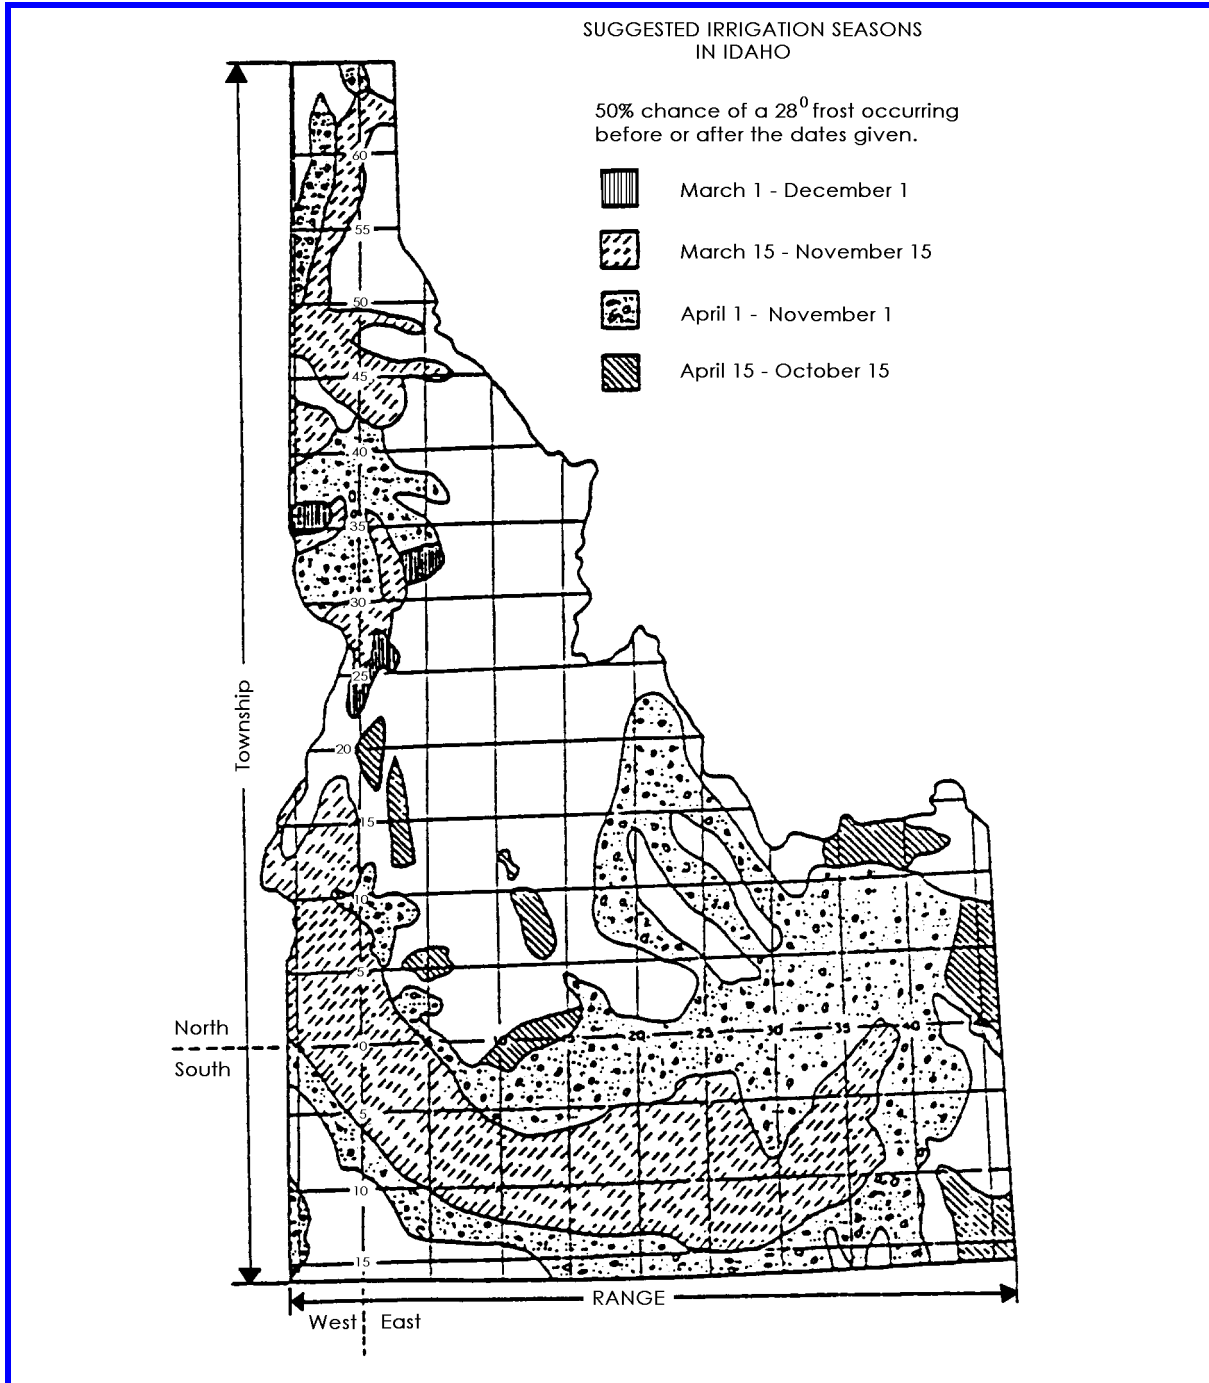 SUGGESTED IRRIGATION SEASONS
IN IDAHO
50% chance of a 28⁰ frost occurring
before or after the dates given.
March 1 - December 1
March 15 - November 15
April 1 - November 1
April 15 - October 15
60
55
50
45
40
35
30
25
20
15
10
5
Township
North
South
0
20
25
30
35
40
5
10
15
RANGE
West
East